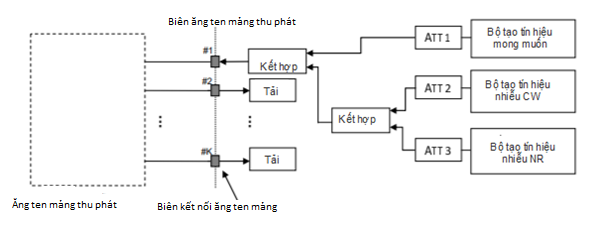 Biên ăng ten mảng thu phát
#1
Kết hợp
ATT 1
Bộ tạo tín hiệu
mong muốn
#2
Tải
ATT 2
Bộ tạo tín hiệu
nhiễu CW
Kết hợp
#K
Tải
ATT 3
Bộ tạo tín hiệu
nhiễu NR
Ăng ten mảng thu phát
Biên kết nối ăng ten mảng